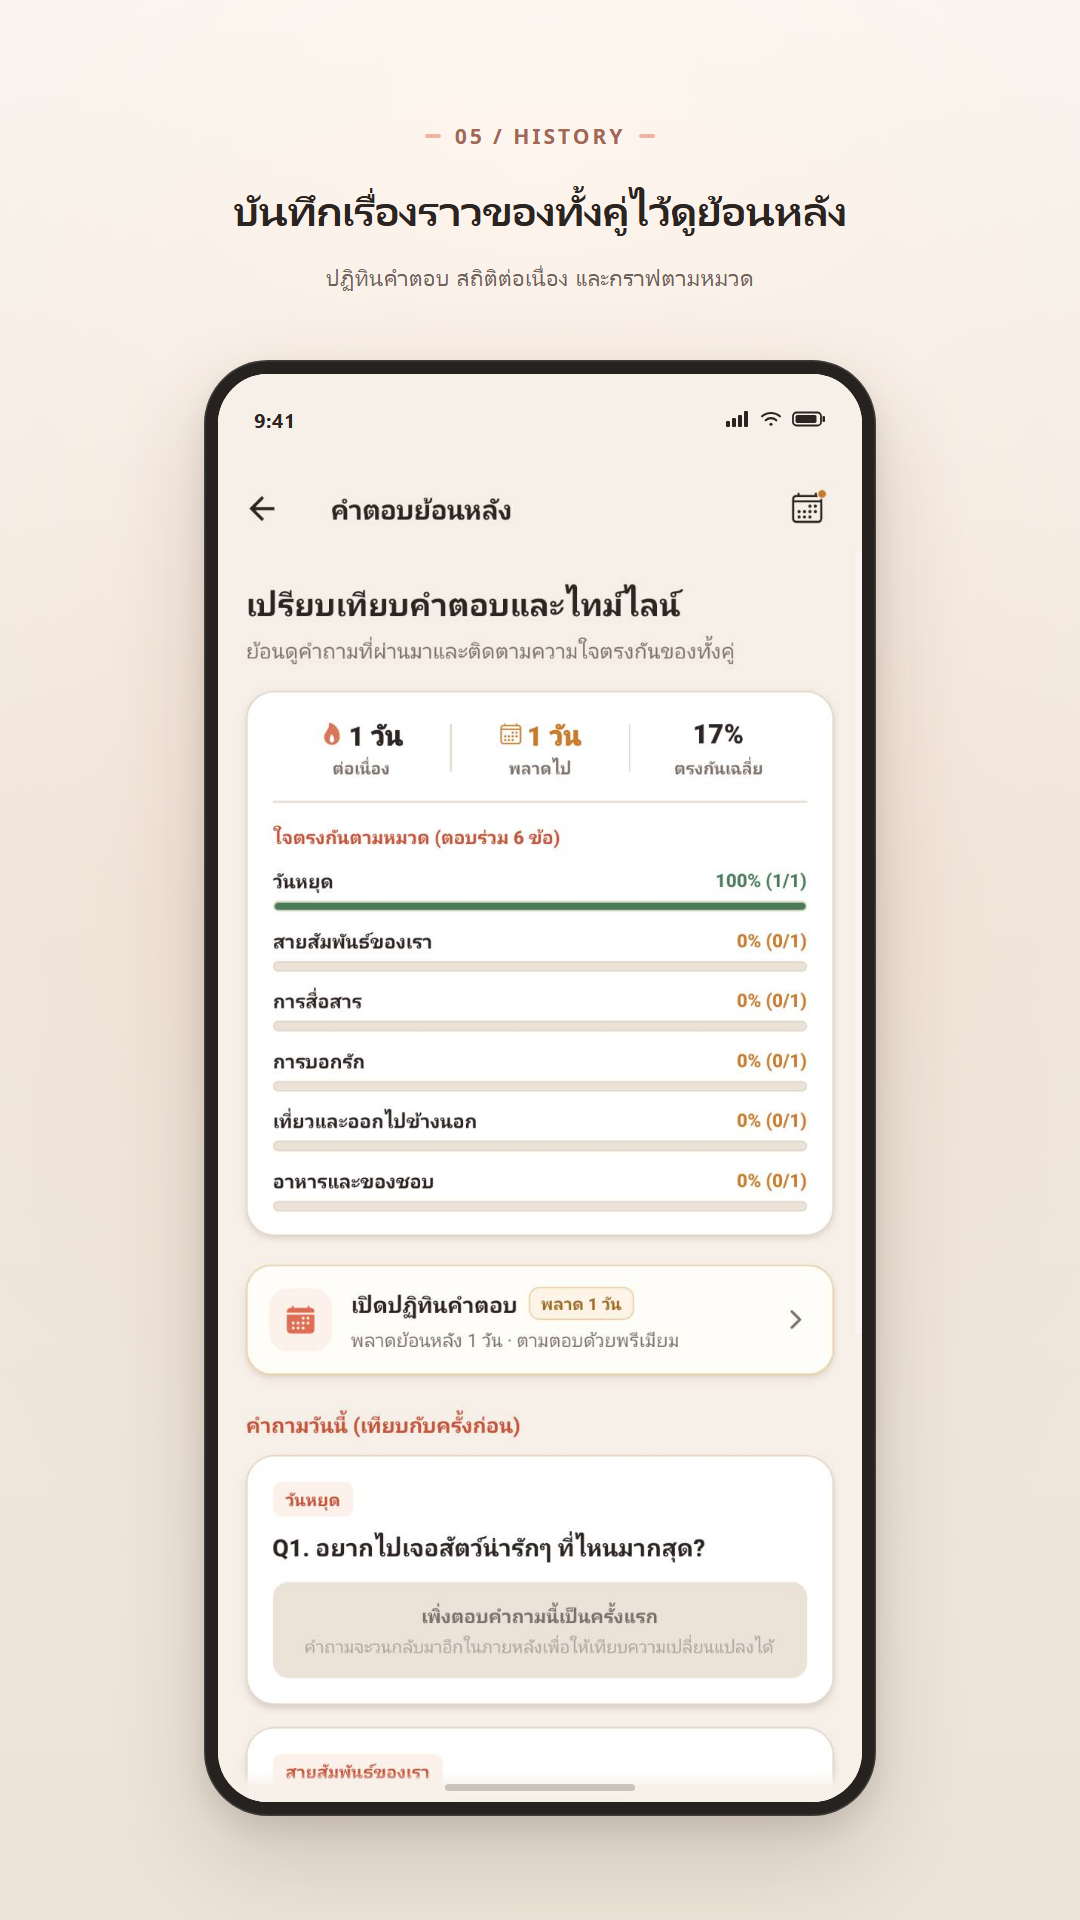 05 / HISTORY
บันทึกเรื่องราวของทั้งคู่ไว้ดูย้อนหลัง
ปฏิทินคำตอบ สถิติต่อเนื่อง และกราฟตามหมวด
9:41
คำตอบย้อนหลัง
เปรียบเทียบคำตอบและไทม์ไลน์
ย้อนดูคำถามที่ผ่านมาและติดตามความใจตรงกันของทั้งคู่
1 วัน 1 วัน 17%
ต่อเนื่อง พลาดไป ตรงกันเฉลี่ย
ใจตรงกันตามหมวด (ตอบร่วม 6 ข้อ)
วันหยุด 100% (1/1)
สายสัมพันธ์ของเรา 0% (0/1)
การสื่อสาร 0% (0/1)
การบอกรัก 0% (0/1)
เที่ยวและออกไปข้างนอก 0% (0/1)
อาหารและของชอบ 0% (0/1)
เปิดปฏิทินคำตอบ พลาด 1 วัน
พลาดย้อนหลัง 1 วัน · ตามตอบด้วยพรีเมียม
คำถามวันนี้ (เทียบกับครั้งก่อน)
วันหยุด
Q1. อยากไปเจอสัตว์น่ารักๆ ที่ไหนมากสุด?
เพิ่งตอบคำถามนี้เป็นครั้งแรก
คำถามจะวนกลับมาอีกในภายหลังเพื่อให้เทียบความเปลี่ยนแปลงได้
สายสัมพันธ์ของเรา